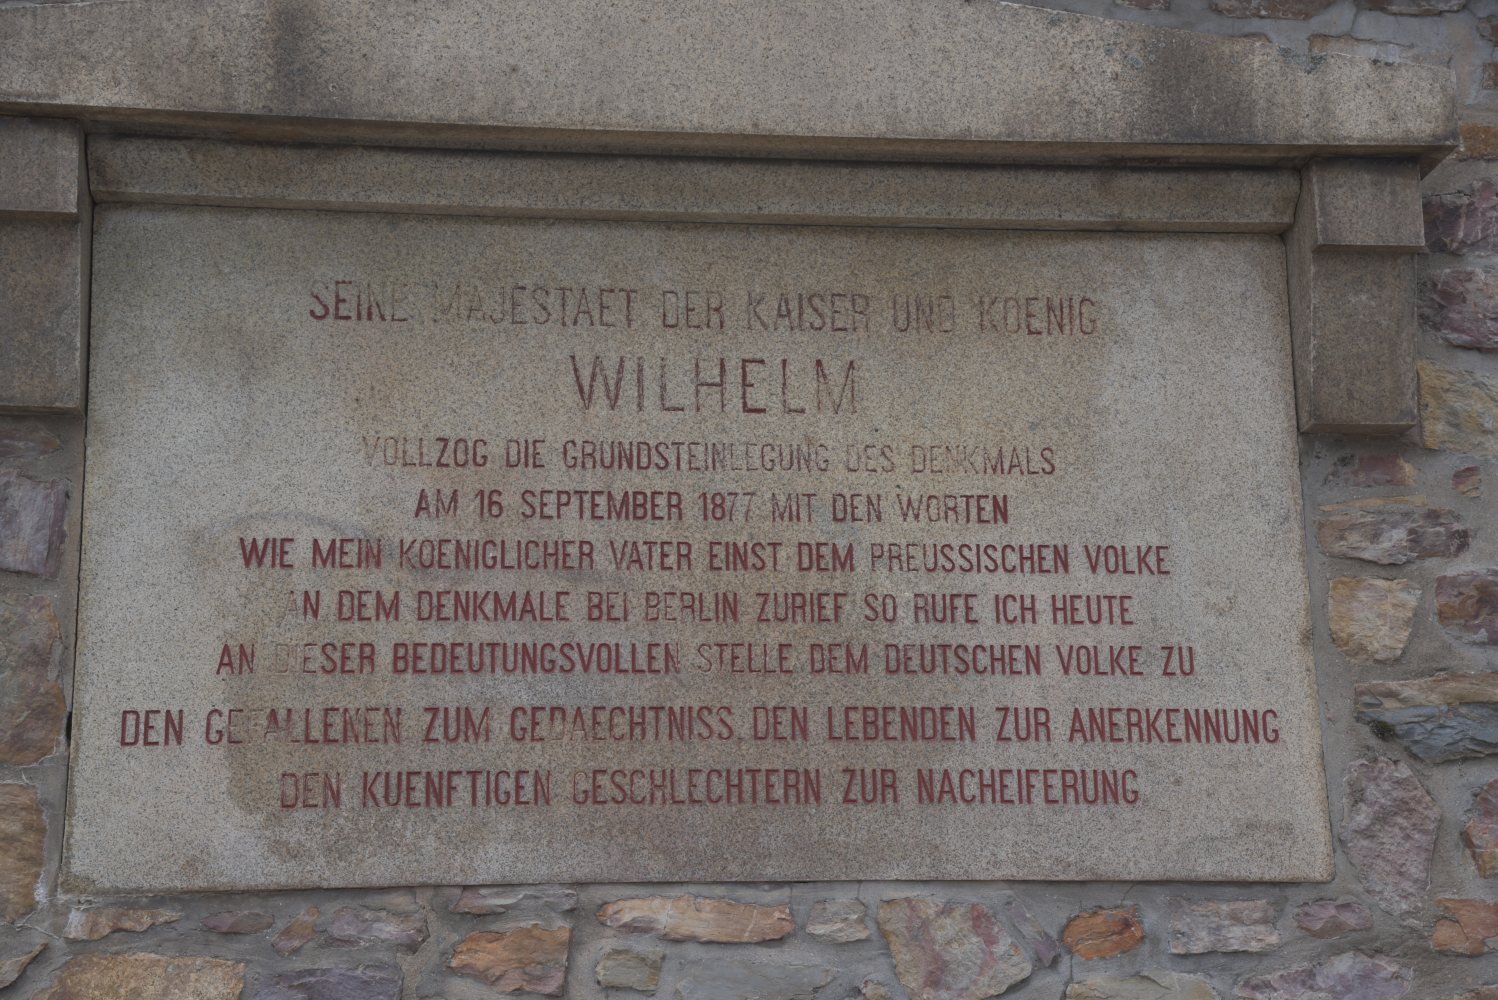 SEINE MAJESTAET DER KAISER UND KOENIG
WILHELM
VOLLZOG DIE GRUNDSTEINLEGUNG DES DENKMALS
AM 16 SEPTEMBER 1877 MIT DEN WORTEN
WIE MEIN KOENIGLICHER VATER EINST DEM PREUSSISCHEN VOLKE
AN DEM DENKMALE BEI BERLIN ZURIEF SO RUFE ICH HEUTE
AN DIESER BEDEUTUNGSVOLLEN STELLE DEM DEUTSCHEN VOLKE ZU
DEN GEFALLENEN ZUM GEDAECHTNISS DEN LEBENDEN ZUR ANERKENNUNG
DEN KUENFTIGEN GESCHLECHTERN ZUR NACHEIFERUNG